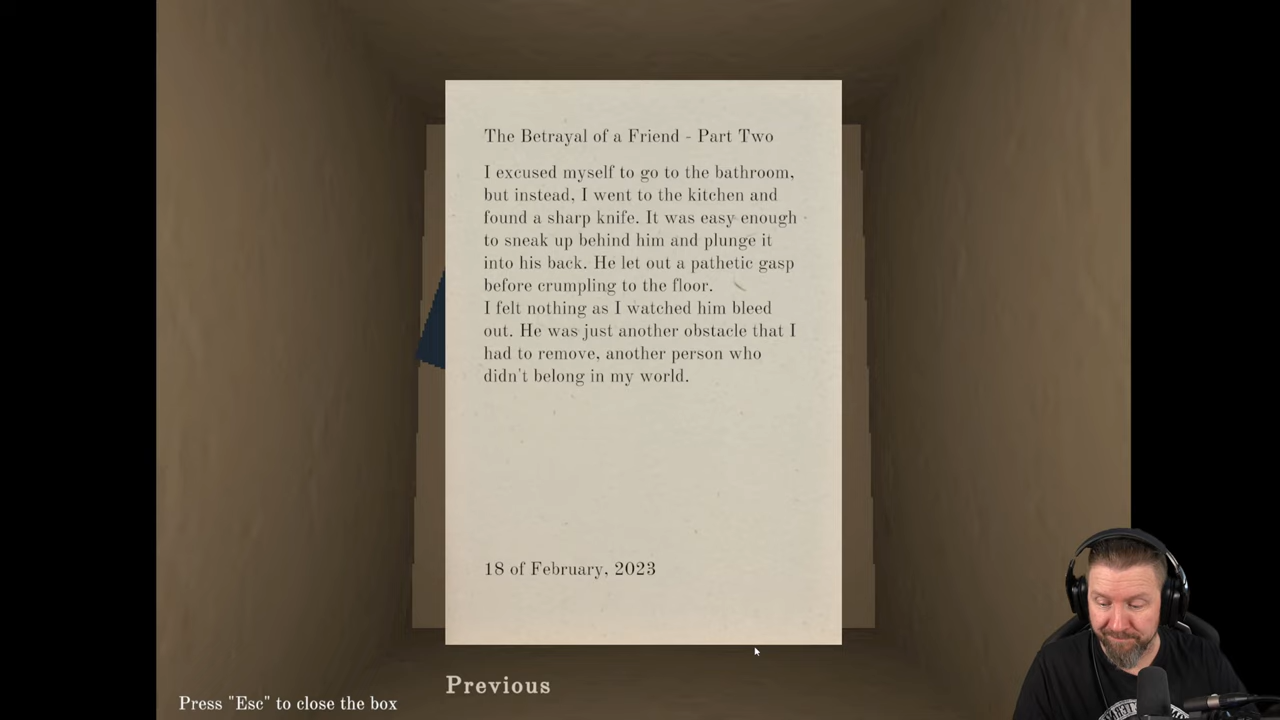 The Betrayal of a Friend - Part Two
I excused myself to go to the bathroom,
but instead, I went to the kitchen and
found a sharp knife. It was easy enough
to sneak up behind him and plunge it
into his back. He let out a pathetic gasp
before crumpling to the floor.
I felt nothing as I watched him bleed
out. He was just another obstacle that I
had to remove, another person who
didn't belong in my world.
18 of February, 2023
Previous
Press "Esc" to close the box